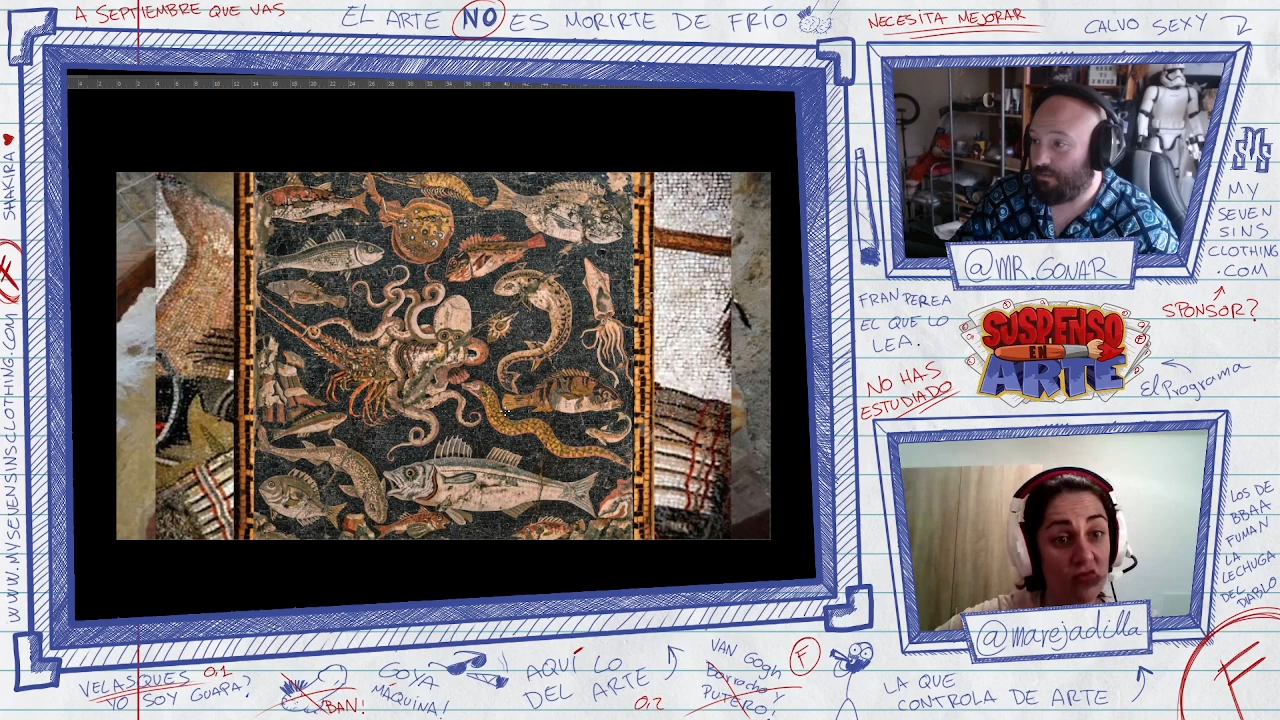 A SEPTIEMBRE QUE VAS
EL ARTE NO ES MORIRTE DE FRÍO
NECESITA MEJORAR
CALVO SEXY
SHAKIRA
WWW.MYSEVENSINSCLOTHING.COM
F
@MR.GONAR
MY
SEVEN
SINS
CLOTHING
.COM
SPONSOR?
FRAN PEREA
EL QUE LO
LEA.
SUSPENSO
EN
ARTE
El Programa
NO HAS
ESTUDIADO
@marejadilla
LOS DE
BBAA
FUMAN
LA
LECHUGA
DEL
DIABLO
VELASQUES 0,1
YO SOY GUAPA?
BAN!
GOYA
MÁQUINA!
AQUÍ LO
DEL ARTE
0,2
VAN GOGH
Borracho y
PUTERO!
F
LA QUE
CONTROLA DE ARTE
F